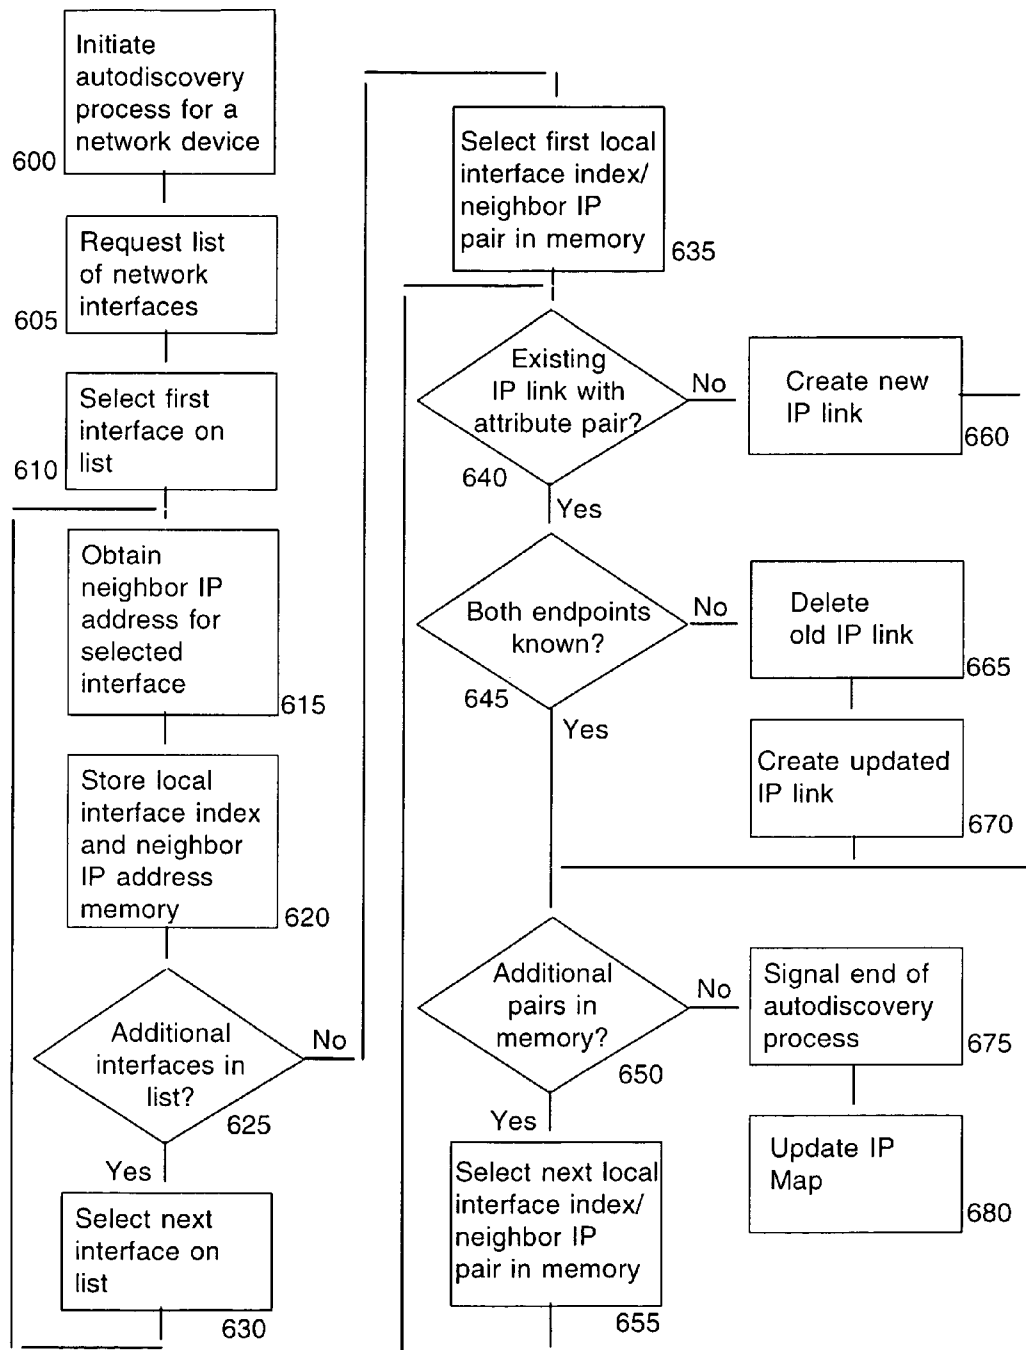 Initiate
autodiscovery
process for a
network device
600
Request list
of network
interfaces
605
Select first
interface on
list
610
Obtain
neighbor IP
address for
selected
interface
615
Store local
interface index
and neighbor
IP address
memory
620
Additional
interfaces in
list?
625
No
Yes
Select next
interface on
list
630
Select first local
interface index/
neighbor IP
pair in memory
635
Existing
IP link with
attribute pair?
640
No
Create new
IP link
660
Yes
Both endpoints
known?
645
No
Delete
old IP link
665
Create updated
IP link
670
Yes
Additional
pairs in
memory?
650
No
Signal end of
autodiscovery
process
675
Update IP
Map
680
Yes
Select next local
interface index/
neighbor IP
pair in memory
655